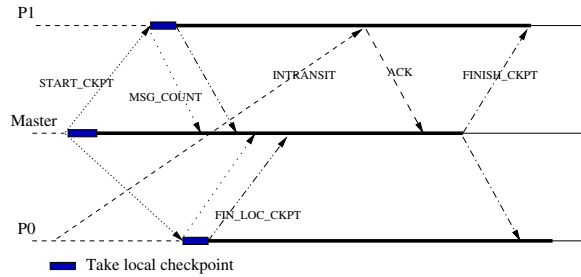 P1
START_CKPT
MSG_COUNT
INTRANSIT
ACK
FINISH_CKPT
Master
FIN_LOC_CKPT
P0
Take local checkpoint